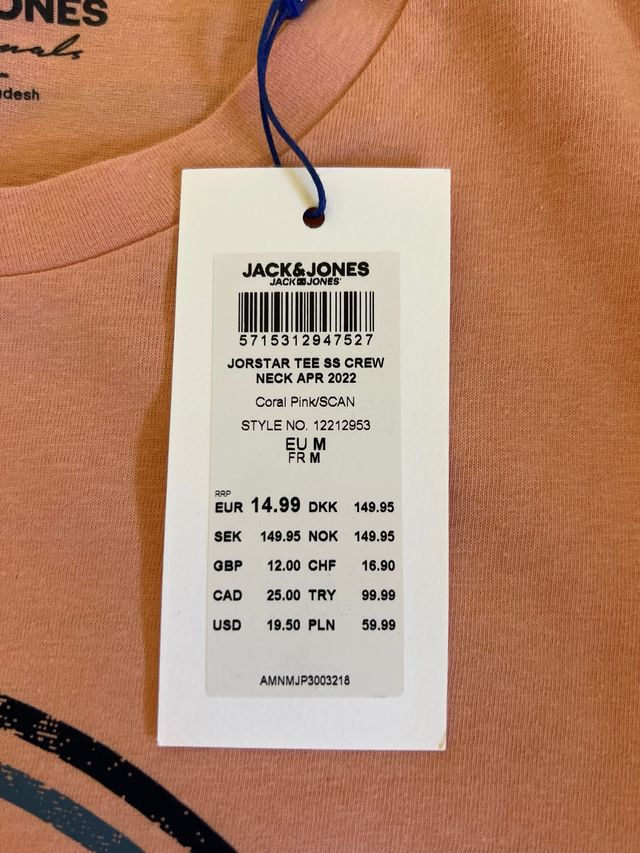 JONES
desh
JACK&JONES
JACK&JONES
5715312947527
JORSTAR TEE SS CREW
NECK APR 2022
Coral Pink/SCAN
STYLE NO. 12212953
EU M
FR M
RRP
EUR 14.99 DKK 149.95
SEK 149.95 NOK 149.95
GBP 12.00 CHF 16.90
CAD 25.00 TRY 99.99
USD 19.50 PLN 59.99
AMNMJP3003218